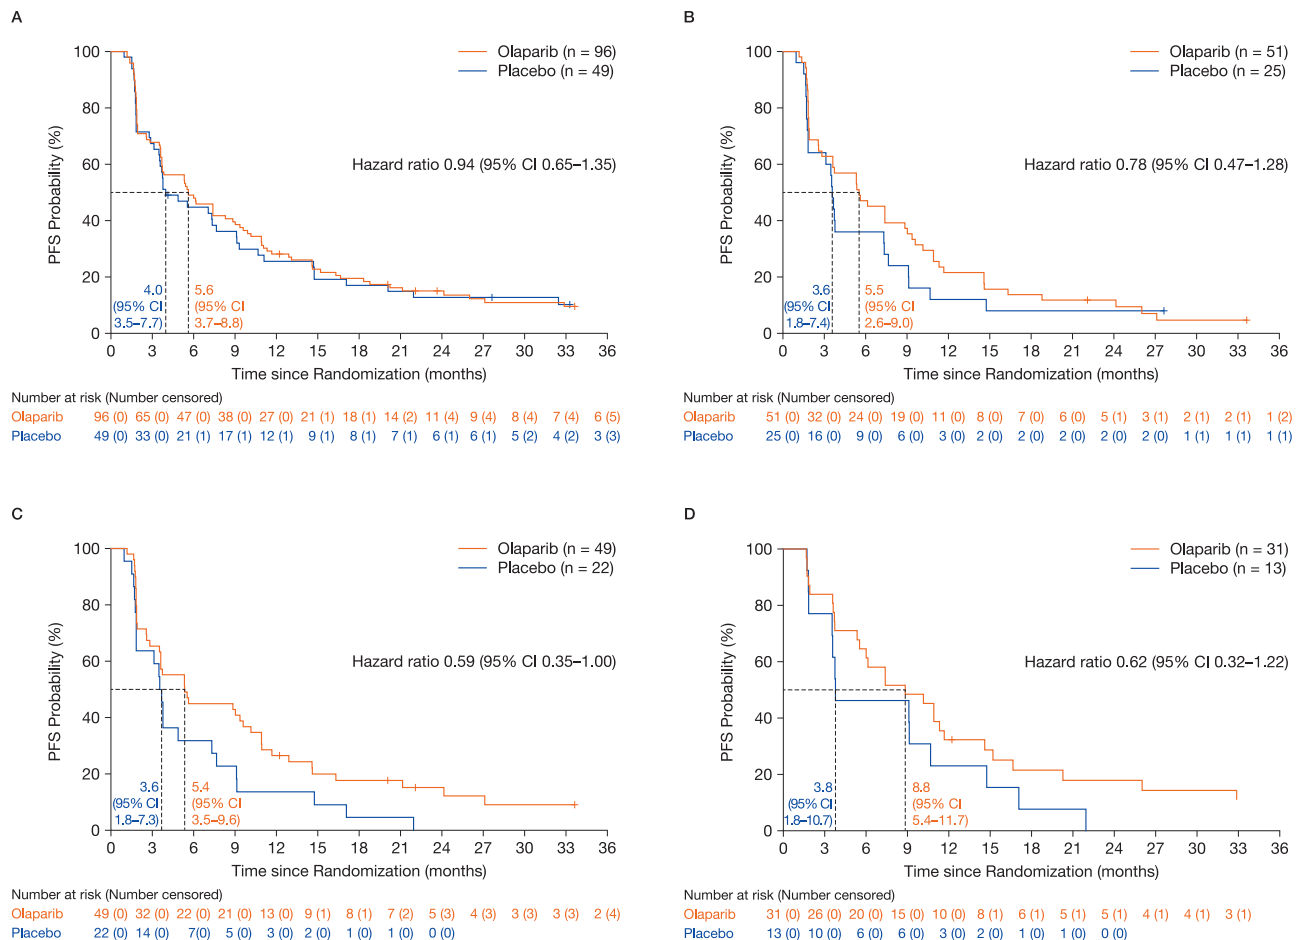 A
Olaparib (n = 96)
Placebo (n = 49)
Hazard ratio 0.94 (95% CI 0.65–1.35)
PFS Probability (%)
100
80
60
40
20
0
4.0
(95% CI
3.5–7.7)
5.6
(95% CI
3.7–8.8)
0 3 6 9 12 15 18 21 24 27 30 33 36
Time since Randomization (months)
Number at risk (Number censored)
Olaparib 96 (0) 65 (0) 47 (0) 38 (0) 27 (0) 21 (1) 18 (1) 14 (2) 11 (4) 9 (4) 8 (4) 7 (4) 6 (5)
Placebo 49 (0) 33 (0) 21 (1) 17 (1) 12 (1) 9 (1) 8 (1) 7 (1) 6 (1) 6 (1) 5 (2) 4 (2) 3 (3)
B
Olaparib (n = 51)
Placebo (n = 25)
Hazard ratio 0.78 (95% CI 0.47–1.28)
PFS Probability (%)
100
80
60
40
20
0
3.6
(95% CI
1.8–7.4)
5.5
(95% CI
2.6–9.0)
0 3 6 9 12 15 18 21 24 27 30 33 36
Time since Randomization (months)
Number at risk (Number censored)
Olaparib 51 (0) 32 (0) 24 (0) 19 (0) 11 (0) 8 (0) 7 (0) 6 (0) 5 (1) 3 (1) 2 (1) 2 (1) 1 (2)
Placebo 25 (0) 16 (0) 9 (0) 6 (0) 3 (0) 2 (0) 2 (0) 2 (0) 2 (0) 2 (0) 1 (1) 1 (1) 1 (1)
C
Olaparib (n = 49)
Placebo (n = 22)
Hazard ratio 0.59 (95% CI 0.35–1.00)
PFS Probability (%)
100
80
60
40
20
0
3.6
(95% CI
1.8–7.3)
5.4
(95% CI
3.5–9.6)
0 3 6 9 12 15 18 21 24 27 30 33 36
Time since Randomization (months)
Number at risk (Number censored)
Olaparib 49 (0) 32 (0) 22 (0) 21 (0) 13 (0) 9 (1) 8 (1) 7 (2) 5 (3) 4 (3) 3 (3) 3 (3) 2 (4)
Placebo 22 (0) 14 (0) 7(0) 5 (0) 3 (0) 2 (0) 1 (0) 1 (0) 0 (0)
D
Olaparib (n = 31)
Placebo (n = 13)
Hazard ratio 0.62 (95% CI 0.32–1.22)
PFS Probability (%)
100
80
60
40
20
0
3.8
(95% CI
1.8–10.7)
8.8
(95% CI
5.4–11.7)
0 3 6 9 12 15 18 21 24 27 30 33 36
Time since Randomization (months)
Number at risk (Number censored)
Olaparib 31 (0) 26 (0) 20 (0) 15 (0) 10 (0) 8 (1) 6 (1) 5 (1) 5 (1) 4 (1) 4 (1) 3 (1)
Placebo 13 (0) 10 (0) 6 (0) 6 (0) 3 (0) 2 (0) 1 (0) 1 (0) 0 (0)